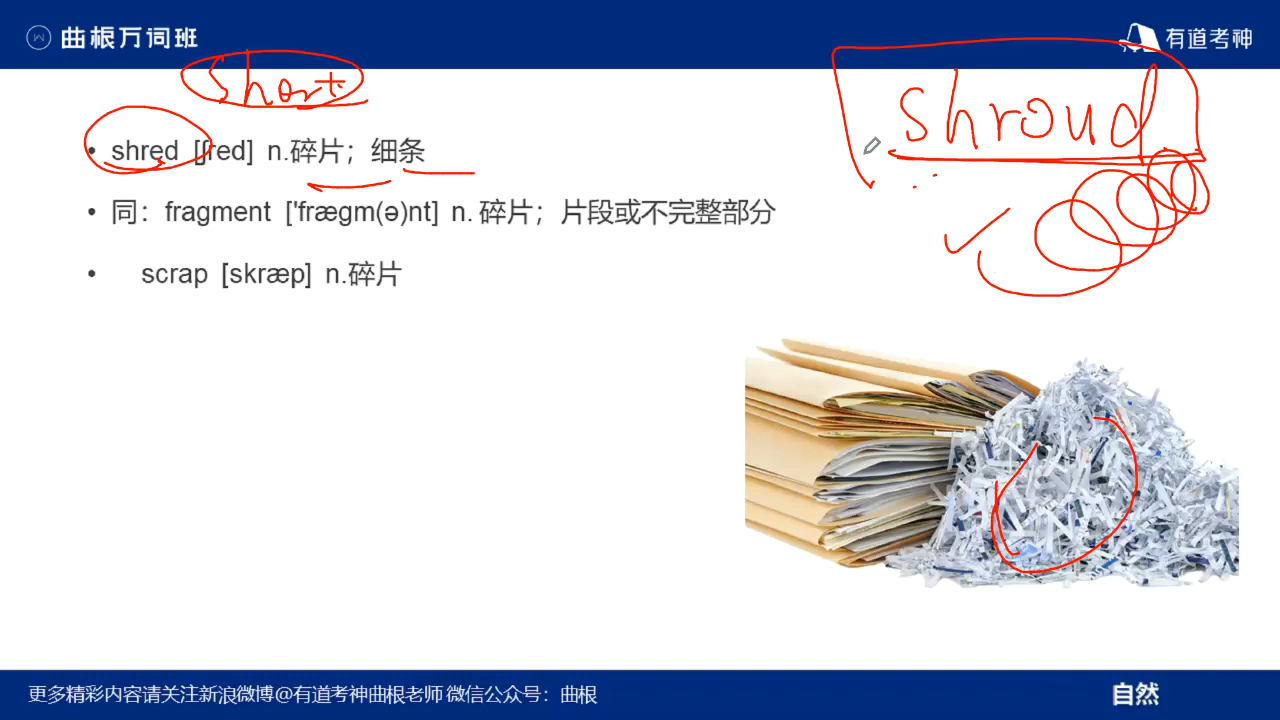 曲根万词班
有道考神
short
shroud
• shred [ʃred] n.碎片；细条
• 同：fragment ['frægm(ə)nt] n. 碎片；片段或不完整部分
• scrap [skræp] n.碎片
更多精彩内容请关注新浪微博@有道考神曲根老师 微信公众号：曲根
自然